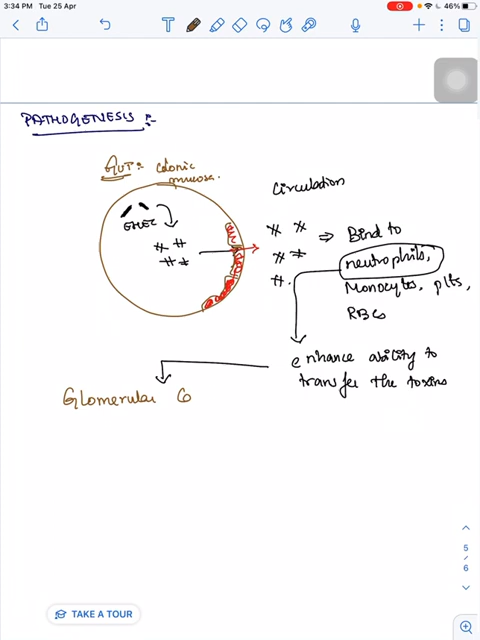 3:34 PM Tue 25 Apr
46%
T
PATHOGENESIS :-
GUT :- Colonic
mucosa.
Circulation
EHEC
⇒ Bind to
neutrophils,
Monocytes, plts,
RBCs
enhance ability to
transfer the toxins
Glomerular C
5
/
6
TAKE A TOUR